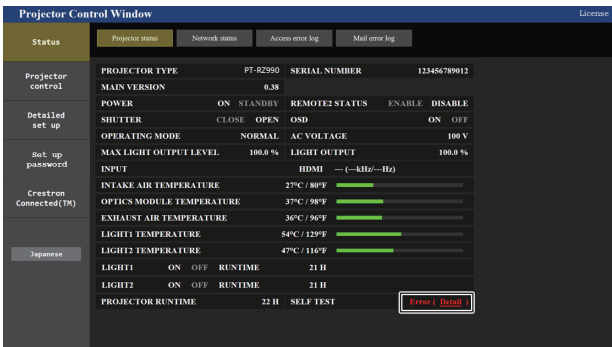 Projector Control Window License
Status
Projector status Network status Access error log Mail error log
Projector
control
Detailed
set up
Set up
password
Crestron
Connected(TM)
Japanese
PROJECTOR TYPE PT-RZ990 SERIAL NUMBER 123456789012
MAIN VERSION 0.38
POWER ON STANDBY REMOTE2 STATUS ENABLE DISABLE
SHUTTER CLOSE OPEN OSD ON OFF
OPERATING MODE NORMAL AC VOLTAGE 100 V
MAX LIGHT OUTPUT LEVEL 100.0 % LIGHT OUTPUT 100.0 %
INPUT HDMI --- (---kHz/---Hz)
INTAKE AIR TEMPERATURE 27°C / 80°F
OPTICS MODULE TEMPERATURE 37°C / 98°F
EXHAUST AIR TEMPERATURE 36°C / 96°F
LIGHT1 TEMPERATURE 54°C / 129°F
LIGHT2 TEMPERATURE 47°C / 116°F
LIGHT1 ON OFF RUNTIME 21 H
LIGHT2 ON OFF RUNTIME 21 H
PROJECTOR RUNTIME 22 H SELF TEST Error ( Detail )